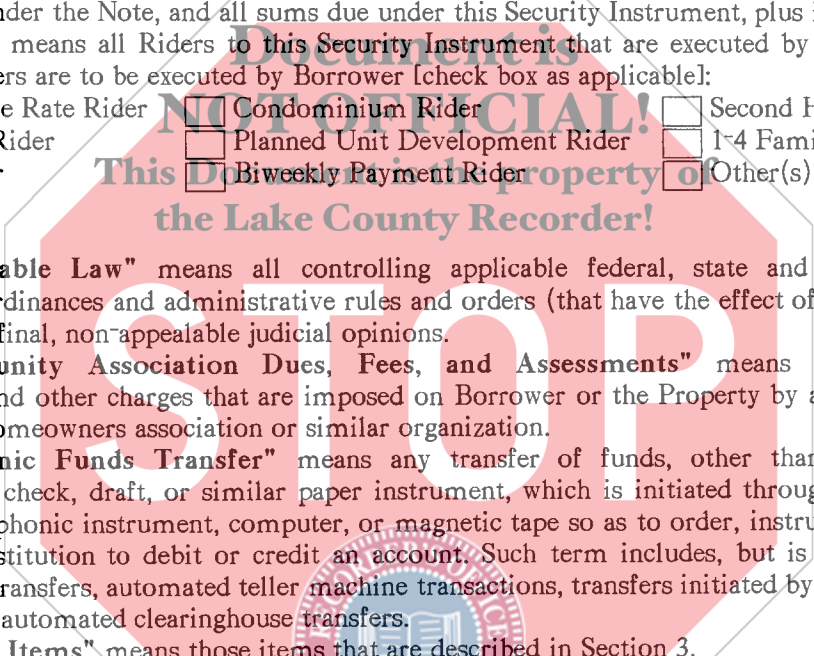 nder the Note, and all sums due under this Security Instrument, plus
means all Riders to this Security Instrument that are executed by
Document is
ers are to be executed by Borrower [check box as applicable]:
e Rate Rider Condominium Rider Second H
NOT OFFICIAL!
Rider Planned Unit Development Rider 1-4 Fami
Biweekly Payment Rider Other(s)
This Document is the property of
the Lake County Recorder!
able Law" means all controlling applicable federal, state and
rdinances and administrative rules and orders (that have the effect of
final, non-appealable judicial opinions.
unity Association Dues, Fees, and Assessments" means
nd other charges that are imposed on Borrower or the Property by a
omeowners association or similar organization.
nic Funds Transfer" means any transfer of funds, other than
check, draft, or similar paper instrument, which is initiated throug
phonic instrument, computer, or magnetic tape so as to order, instru
stitution to debit or credit an account. Such term includes, but is
ransfers, automated teller machine transactions, transfers initiated by
automated clearinghouse transfers.
Items" means those items that are described in Section 3.
STOP